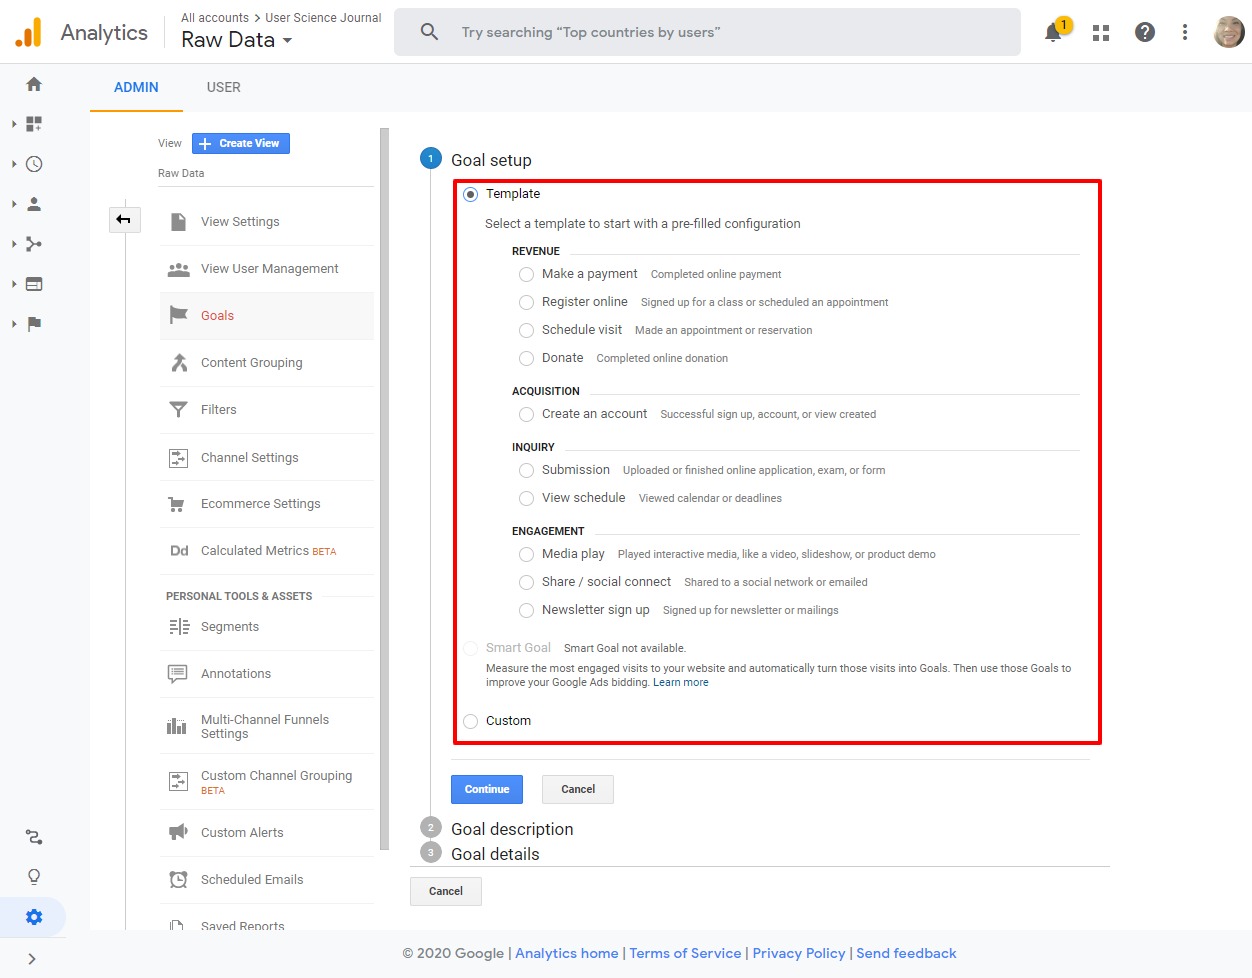 Analytics
All accounts > User Science Journal
Raw Data
Try searching “Top countries by users”
1
ADMIN
USER
View
Create View
Raw Data
View Settings
View User Management
Goals
Content Grouping
Filters
Channel Settings
Ecommerce Settings
Dd
Calculated Metrics BETA
PERSONAL TOOLS & ASSETS
Segments
Annotations
Multi-Channel Funnels
Settings
Custom Channel Grouping
BETA
Custom Alerts
Scheduled Emails
Saved Reports
1
Goal setup
Template
Select a template to start with a pre-filled configuration
REVENUE
Make a payment Completed online payment
Register online Signed up for a class or scheduled an appointment
Schedule visit Made an appointment or reservation
Donate Completed online donation
ACQUISITION
Create an account Successful sign up, account, or view created
INQUIRY
Submission Uploaded or finished online application, exam, or form
View schedule Viewed calendar or deadlines
ENGAGEMENT
Media play Played interactive media, like a video, slideshow, or product demo
Share / social connect Shared to a social network or emailed
Newsletter sign up Signed up for newsletter or mailings
Smart Goal Smart Goal not available.
Measure the most engaged visits to your website and automatically turn those visits into Goals. Then use those Goals to
improve your Google Ads bidding. Learn more
Custom
Continue
Cancel
2
Goal description
3
Goal details
Cancel
© 2020 Google | Analytics home | Terms of Service | Privacy Policy | Send feedback